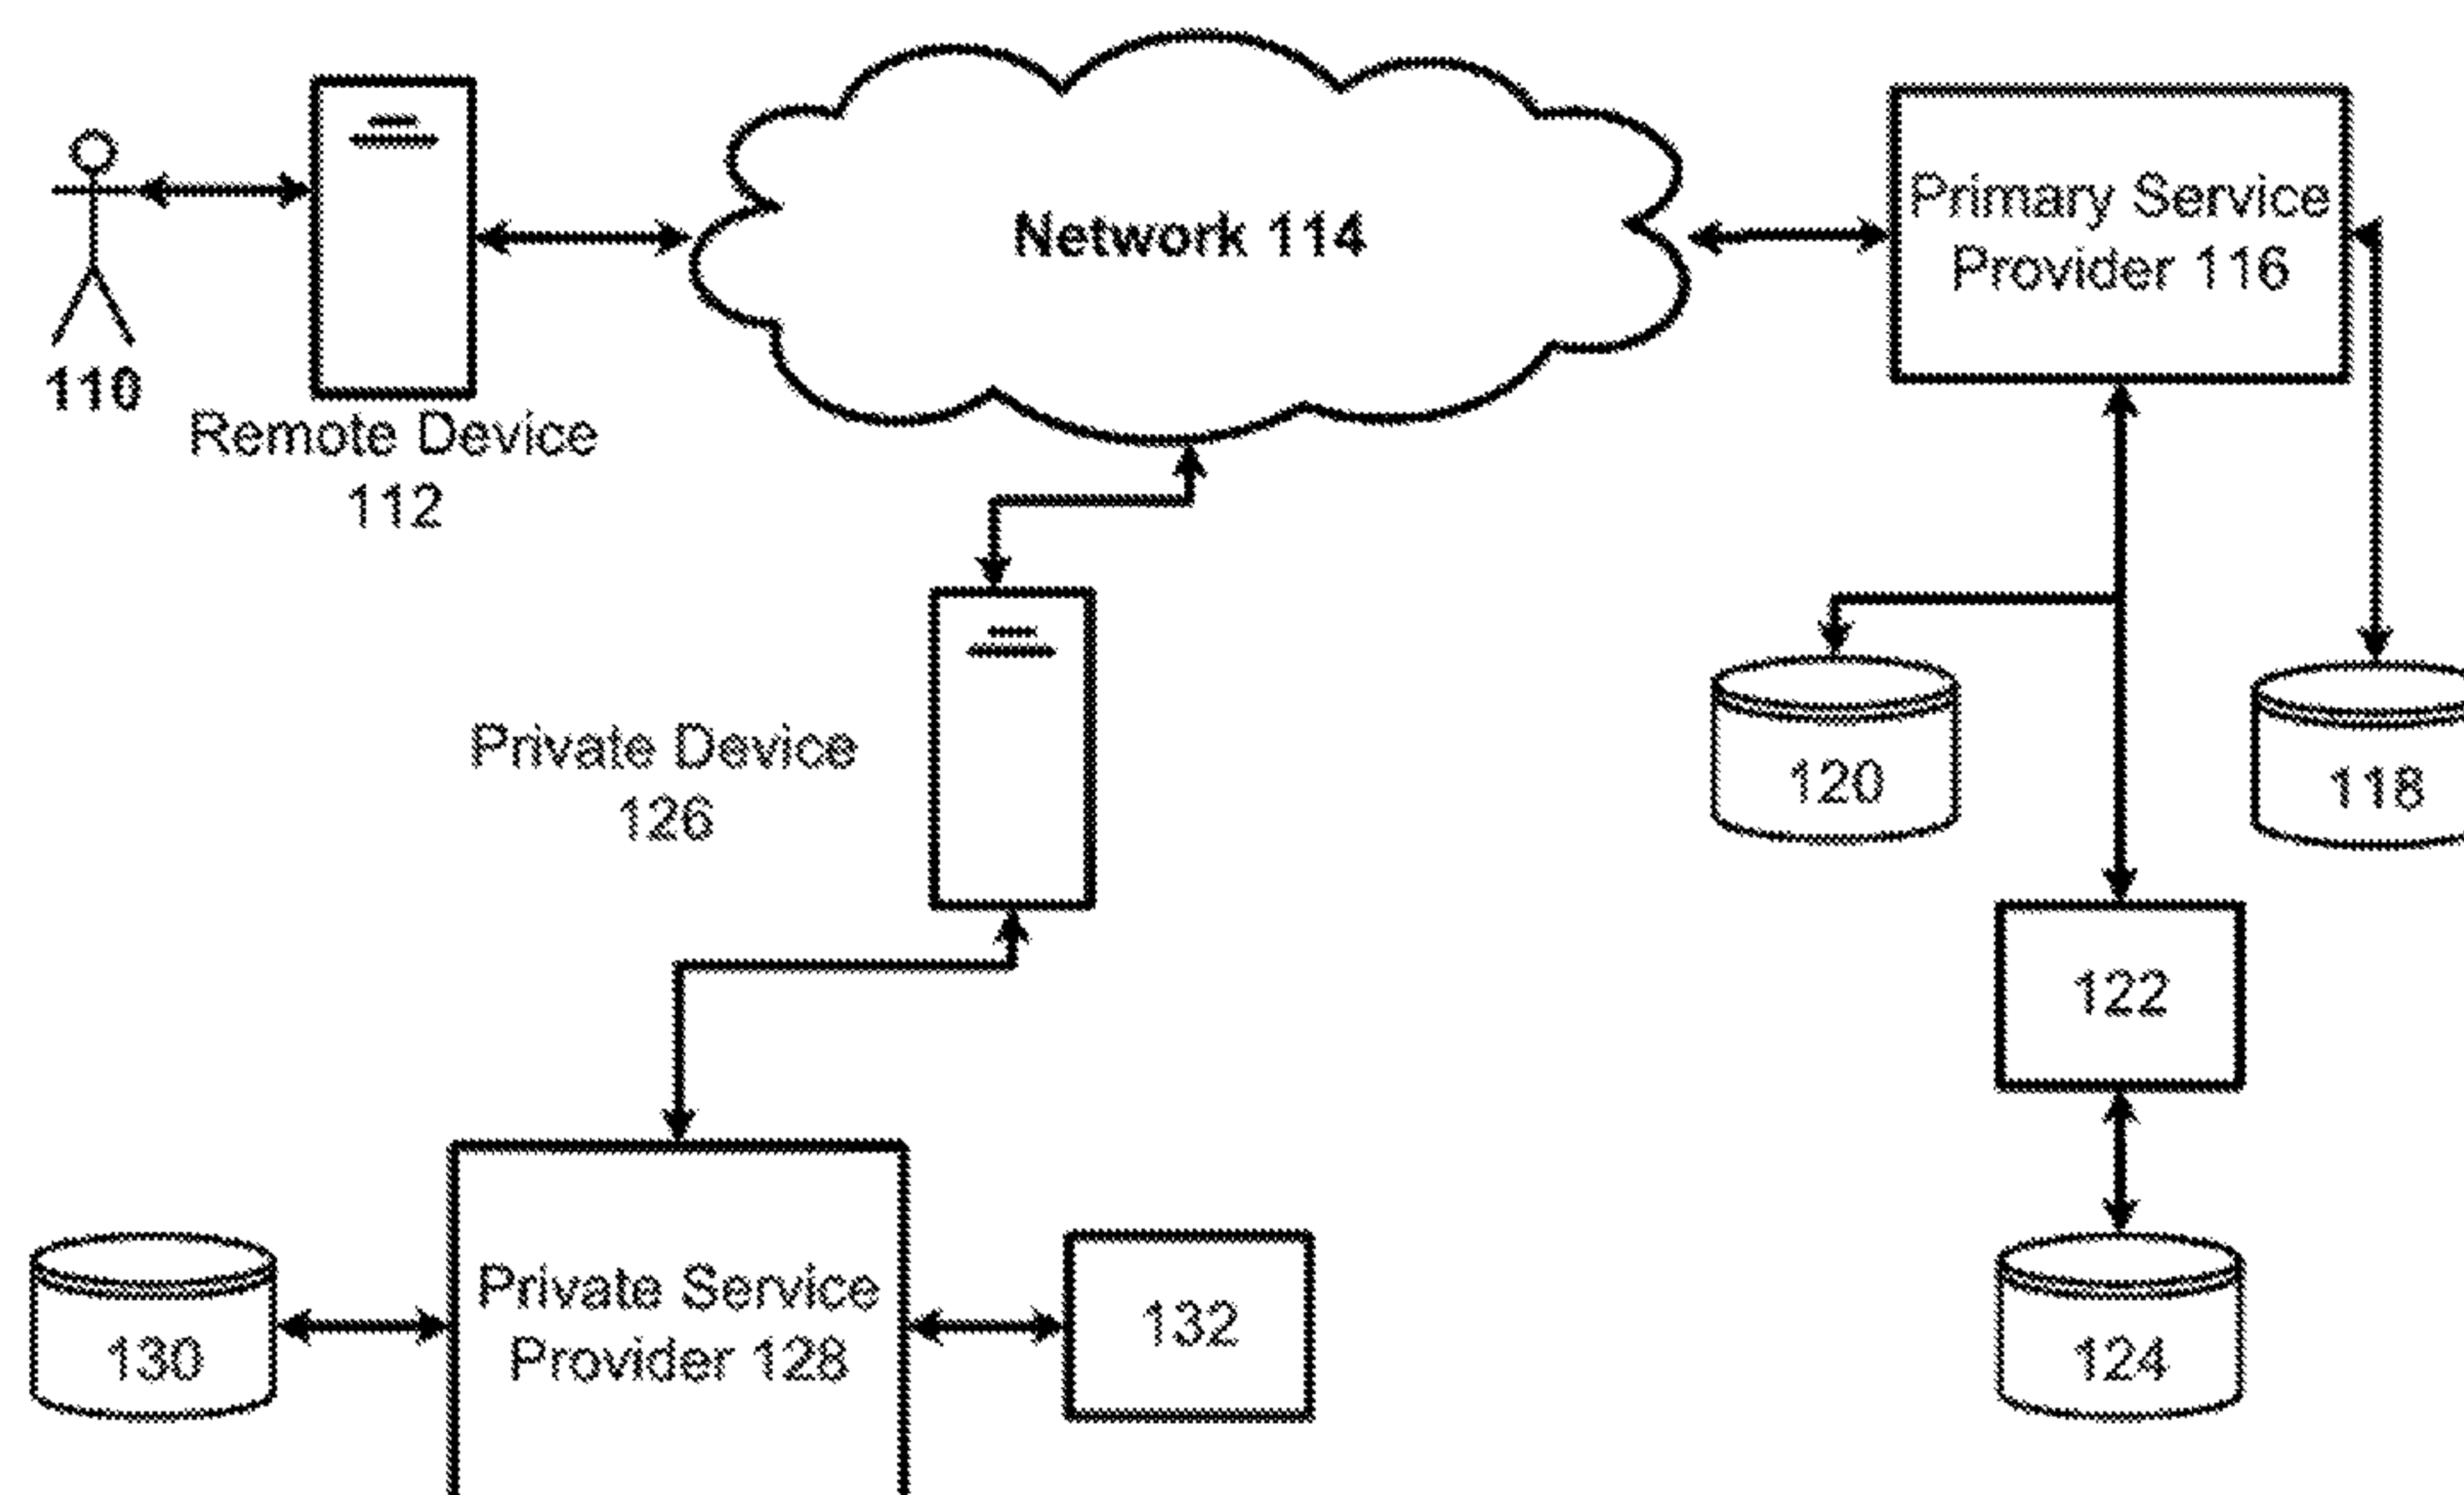 Network 114
Primary Service
Provider 116
110
Remote Device
112
Private Device
126
120
118
122
Private Service
Provider 128
130
132
124